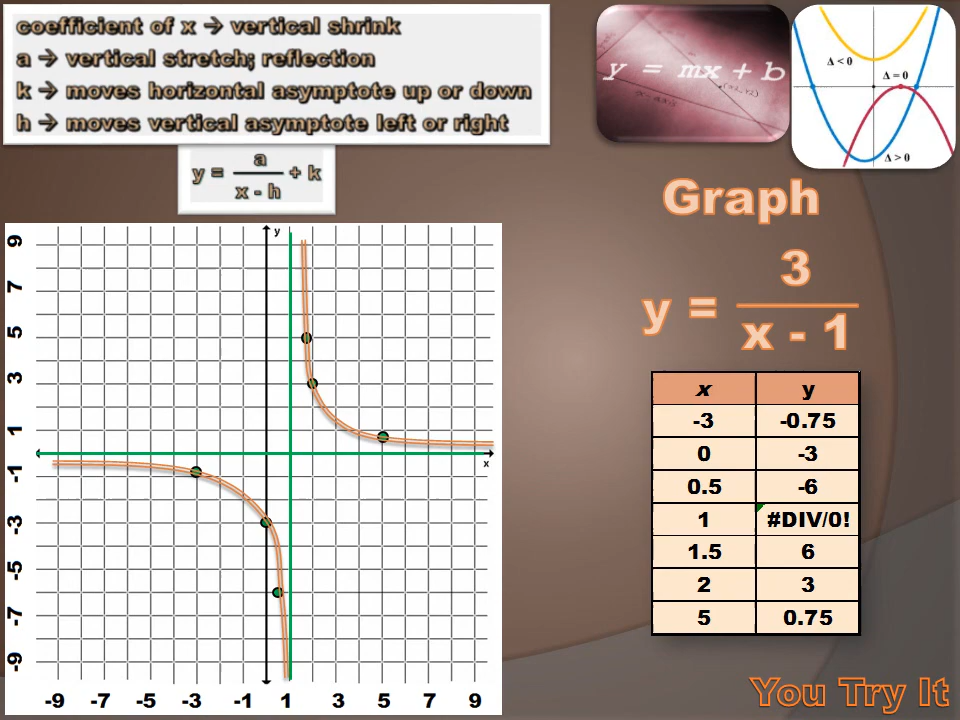 coefficient of x → vertical shrink
a → vertical stretch; reflection
k → moves horizontal asymptote up or down
h → moves vertical asymptote left or right
y = a / x - h + k
y = mx + b
Δ < 0
Δ = 0
Δ > 0
Graph
y = 3 / x - 1
x y
-3 -0.75
0 -3
0.5 -6
1 #DIV/0!
1.5 6
2 3
5 0.75
y
9
7
5
3
1
-1
-3
-5
-7
-9
x
-9 -7 -5 -3 -1 1 3 5 7 9
You Try It